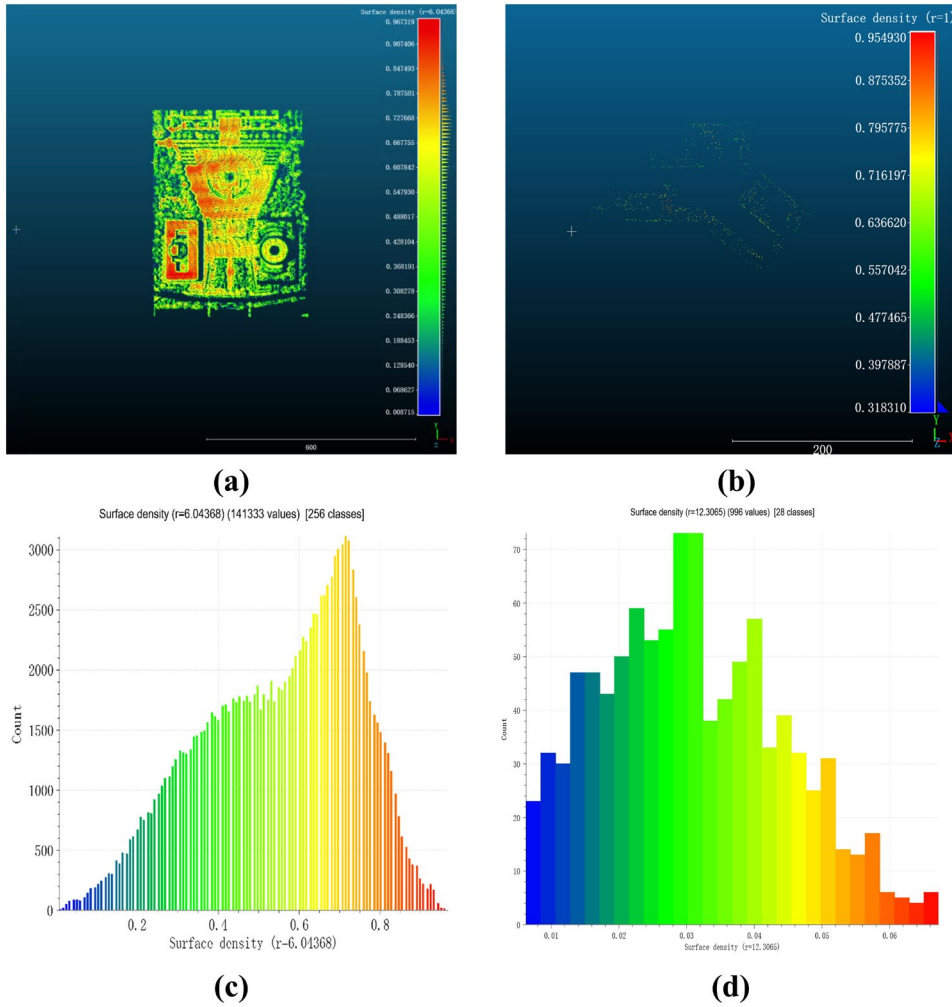 Surface density (r=6.04368)
0.967319
0.907406
0.847493
0.787581
0.727668
0.667755
0.607842
0.547930
0.488017
0.428104
0.368191
0.308278
0.248366
0.188453
0.128540
0.068627
0.008715
Y
Z
X
600
(a)
Surface density (r=1)
0.954930
0.875352
0.795775
0.716197
0.636620
0.557042
0.477465
0.397887
0.318310
Y
Z
X
200
(b)
Surface density (r=6.04368) (141333 values) [256 classes]
3000
2500
2000
1500
1000
500
0
Count
0.2 0.4 0.6 0.8
Surface density (r-6.04368)
(c)
Surface density (r=12.3065) (996 values) [28 classes]
70
60
50
40
30
20
10
0
Count
0.01 0.02 0.03 0.04 0.05 0.06
Surface density (r=12.3065)
(d)